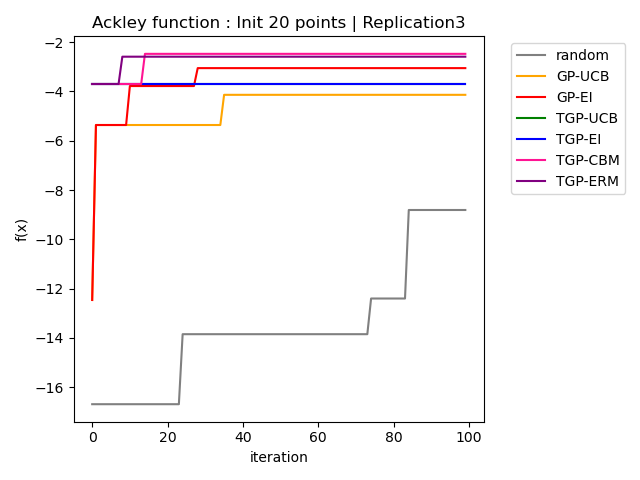 Ackley function : Init 20 points | Replication3
−2
−4
−6
−8
−10
−12
−14
−16
f(x)
0 20 40 60 80 100
iteration
random
GP-UCB
GP-EI
TGP-UCB
TGP-EI
TGP-CBM
TGP-ERM